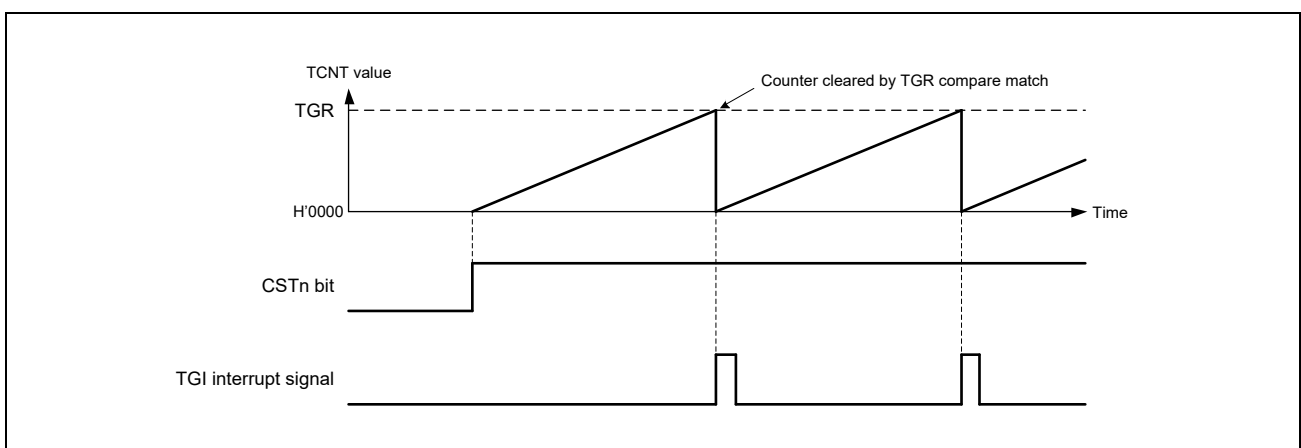 TCNT value
Counter cleared by TGR compare match
TGR
H’0000
Time
CSTn bit
TGI interrupt signal